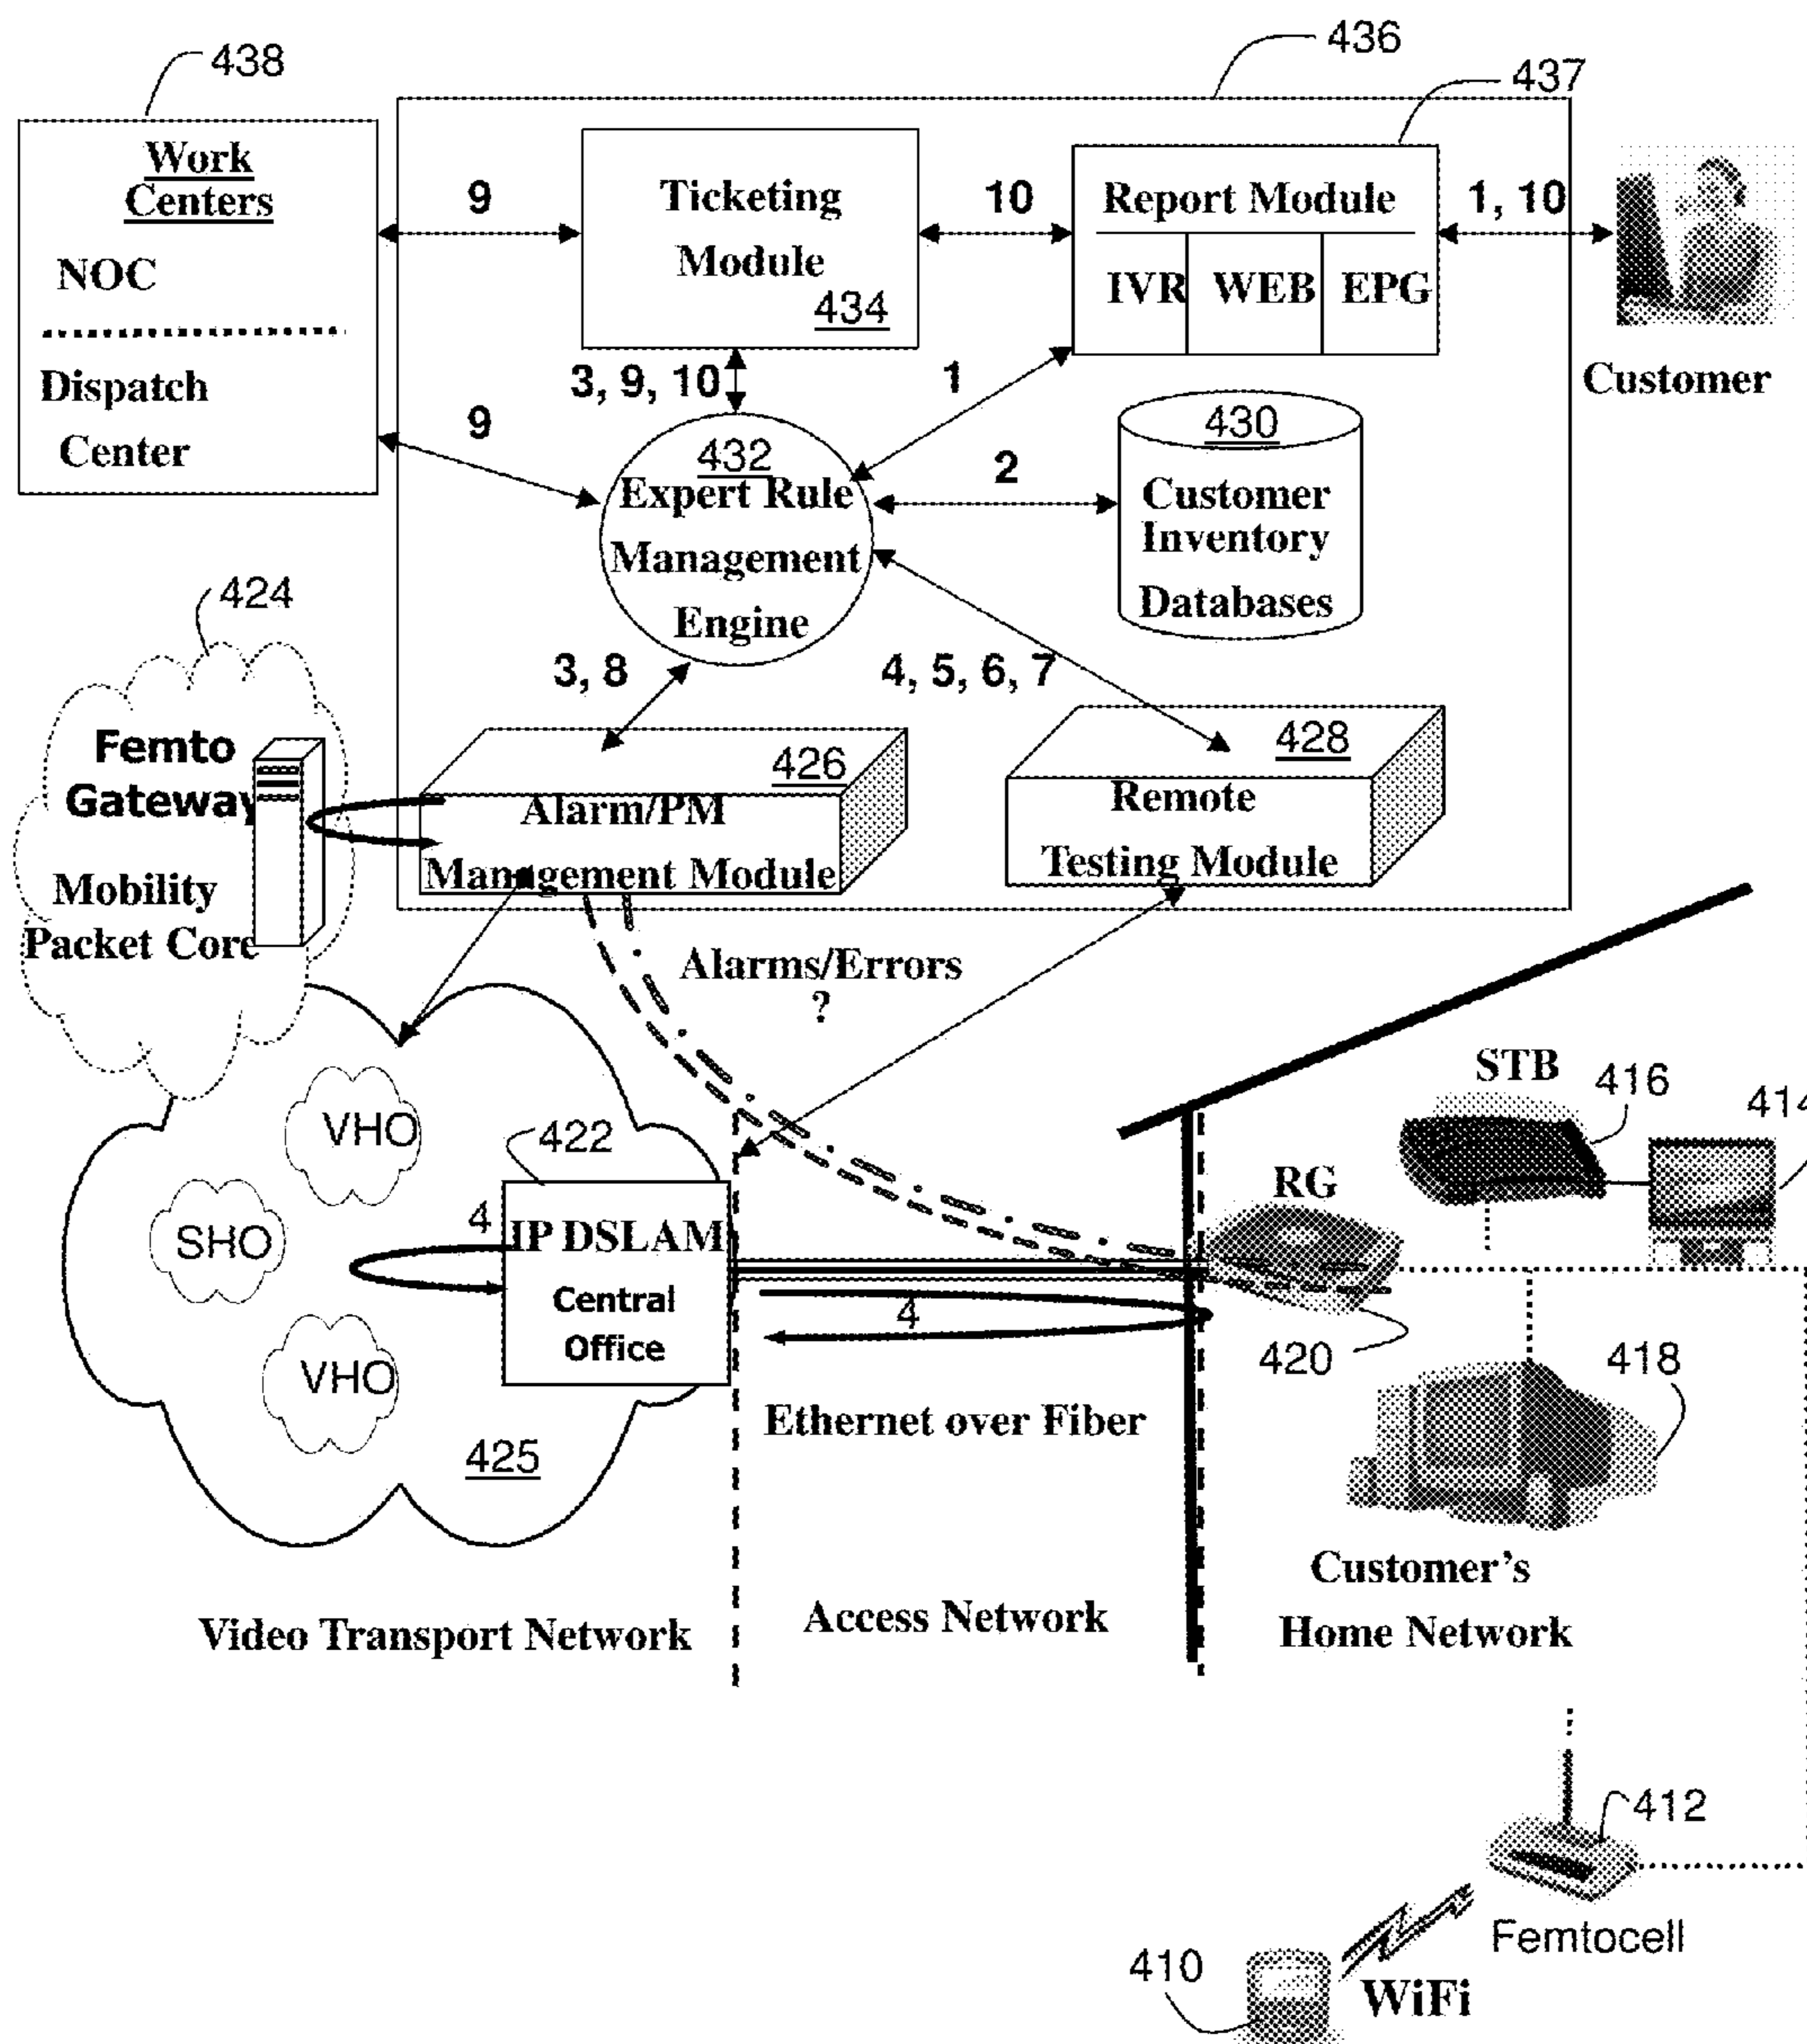 438
436
437
Work
Centers
NOC
Dispatch
Center
9
Ticketing
Module
434
10
Report Module
IVR WEB EPG
1, 10
Customer
3, 9, 10
1
9
432
Expert Rule
Management
Engine
2
430
Customer
Inventory
Databases
424
3, 8
4, 5, 6, 7
Femto
Gateway
Mobility
Packet Core
426
Alarm/PM
Management Module
428
Remote
Testing Module
Alarms/Errors
?
VHO
SHO
VHO
422
4
IP DSLAM
Central
Office
425
4
Ethernet over Fiber
STB
416
414
RG
420
418
Customer's
Home Network
Video Transport Network
Access Network
412
Femtocell
410
WiFi